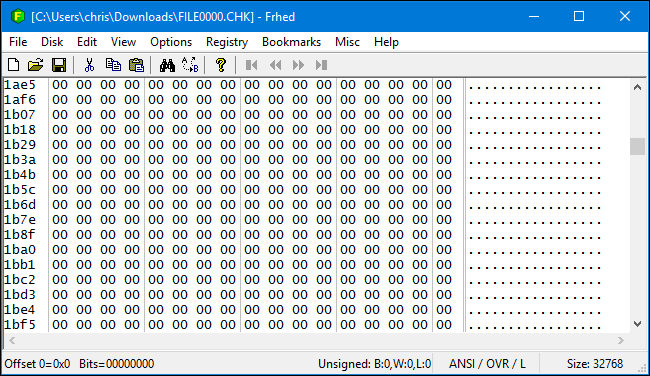 [C:\Users\chris\Downloads\FILE0000.CHK] - Frhed
File Disk Edit View Options Registry Bookmarks Misc Help
1ae5 00 00 00 00 00 00 00 00 00 00 00 00 00 00 00 00 00 .................
1af6 00 00 00 00 00 00 00 00 00 00 00 00 00 00 00 00 00 .................
1b07 00 00 00 00 00 00 00 00 00 00 00 00 00 00 00 00 00 .................
1b18 00 00 00 00 00 00 00 00 00 00 00 00 00 00 00 00 00 .................
1b29 00 00 00 00 00 00 00 00 00 00 00 00 00 00 00 00 00 .................
1b3a 00 00 00 00 00 00 00 00 00 00 00 00 00 00 00 00 00 .................
1b4b 00 00 00 00 00 00 00 00 00 00 00 00 00 00 00 00 00 .................
1b5c 00 00 00 00 00 00 00 00 00 00 00 00 00 00 00 00 00 .................
1b6d 00 00 00 00 00 00 00 00 00 00 00 00 00 00 00 00 00 .................
1b7e 00 00 00 00 00 00 00 00 00 00 00 00 00 00 00 00 00 .................
1b8f 00 00 00 00 00 00 00 00 00 00 00 00 00 00 00 00 00 .................
1ba0 00 00 00 00 00 00 00 00 00 00 00 00 00 00 00 00 00 .................
1bb1 00 00 00 00 00 00 00 00 00 00 00 00 00 00 00 00 00 .................
1bc2 00 00 00 00 00 00 00 00 00 00 00 00 00 00 00 00 00 .................
1bd3 00 00 00 00 00 00 00 00 00 00 00 00 00 00 00 00 00 .................
1be4 00 00 00 00 00 00 00 00 00 00 00 00 00 00 00 00 00 .................
1bf5 00 00 00 00 00 00 00 00 00 00 00 00 00 00 00 00 00 .................
Offset 0=0x0 Bits=00000000 Unsigned: B:0,W:0,L:0 ANSI / OVR / L Size: 32768